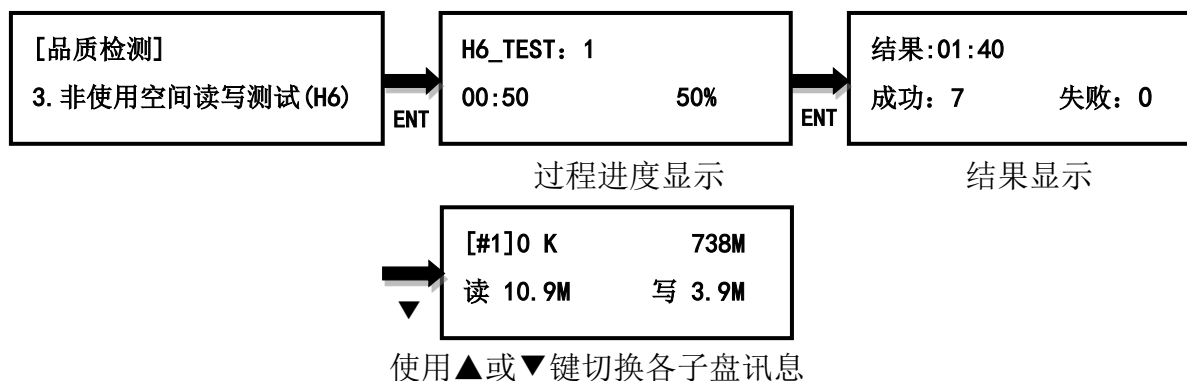 [品质检测]
3.非使用空间读写测试(H6)
ENT
H6_TEST：1
00:50 50%
ENT
结果:01:40
成功：7 失败：0
过程进度显示
结果显示
▼
[#1]0 K 738M
读 10.9M 写 3.9M
使用▲或▼键切换各子盘讯息